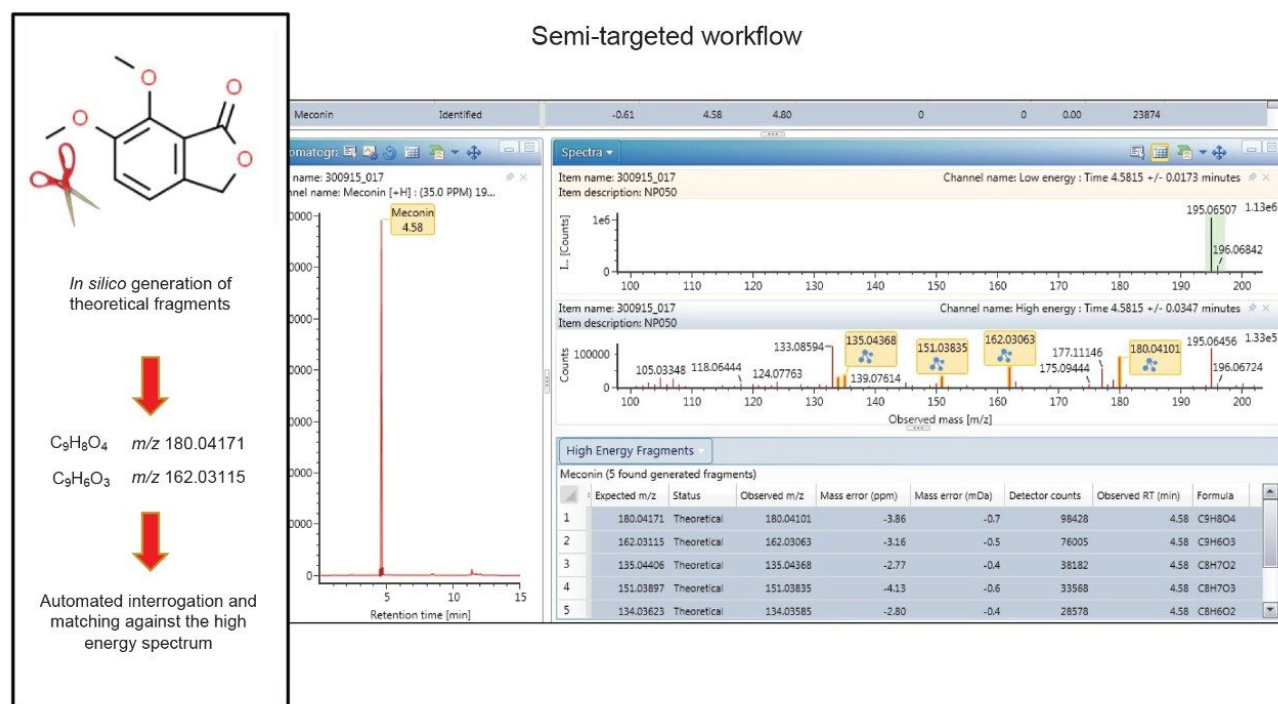 Semi-targeted workflow
O
O
O
O
In silico generation of
theoretical fragments
C9H8O4 m/z 180.04171
C9H6O3 m/z 162.03115
Automated interrogation and
matching against the high
energy spectrum
Meconin Identified -0.61 4.58 4.80 0 0 0.00 23874
Item name: 300915_017
Meconin [+H] : (35.0 PPM) 19...
Meconin
4.58
5 10 15
Retention time [min]
Spectra
Item name: 300915_017 Channel name: Low energy : Time 4.5815 +/- 0.0173 minutes
Item description: NP050
195.06507 1.13e6
1e6
196.06842
0
I... [Counts]
100 110 120 130 140 150 160 170 180 190 200
Item name: 300915_017 Channel name: High energy : Time 4.5815 +/- 0.0347 minutes
Item description: NP050
133.08594 135.04368 151.03835 162.03063 177.11146 180.04101 195.06456 1.33e5
100000
105.03348 118.06444 124.07763 139.07614 175.09444 196.06724
0
Counts
100 110 120 130 140 150 160 170 180 190 200
Observed mass [m/z]
High Energy Fragments
Meconin (5 found generated fragments)
Expected m/z Status Observed m/z Mass error (ppm) Mass error (mDa) Detector counts Observed RT (min) Formula
1 180.04171 Theoretical 180.04101 -3.86 -0.7 98428 4.58 C9H8O4
2 162.03115 Theoretical 162.03063 -3.16 -0.5 76005 4.58 C9H6O3
3 135.04406 Theoretical 135.04368 -2.77 -0.4 38182 4.58 C8H7O2
4 151.03897 Theoretical 151.03835 -4.13 -0.6 33568 4.58 C8H7O3
5 134.03623 Theoretical 134.03585 -2.80 -0.4 28578 4.58 C8H6O2